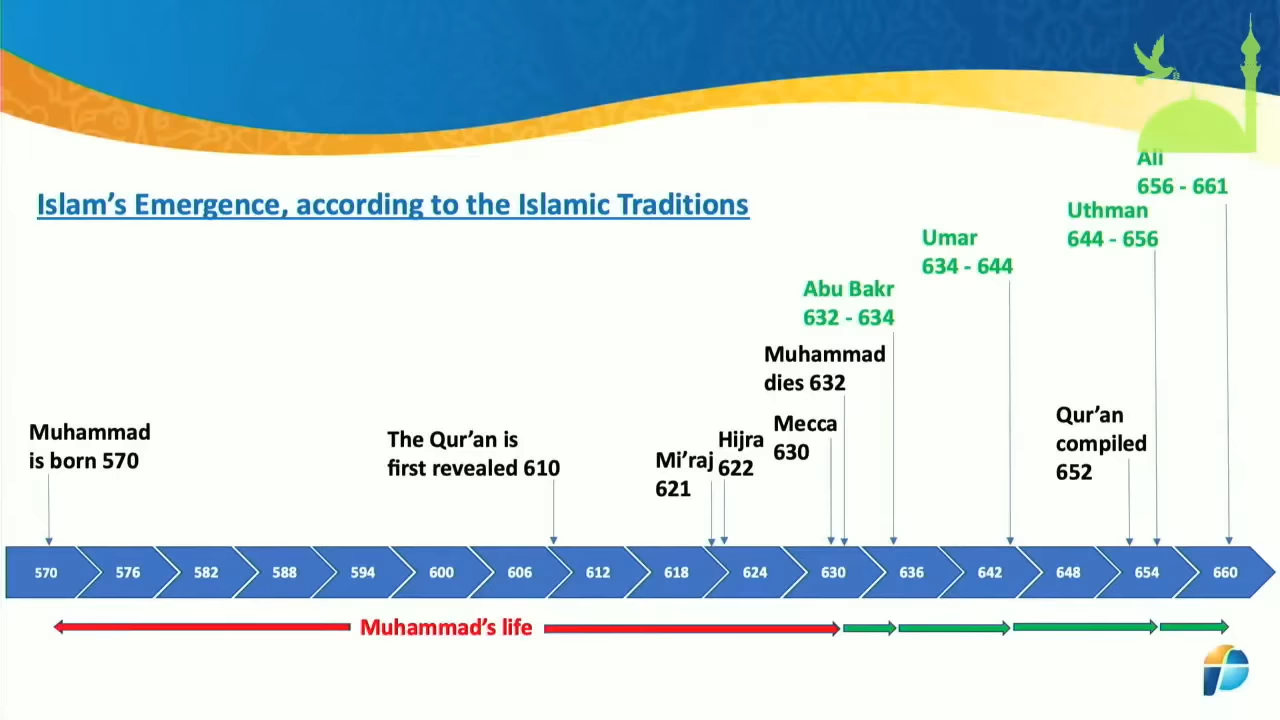 Islam’s Emergence, according to the Islamic Traditions
Ali
656 - 661
Uthman
644 - 656
Umar
634 - 644
Abu Bakr
632 - 634
Muhammad
dies 632
Mecca
630
Hijra
622
Mi’raj
621
The Qur’an is
first revealed 610
Muhammad
is born 570
Qur’an
compiled
652
570 576 582 588 594 600 606 612 618 624 630 636 642 648 654 660
Muhammad’s life